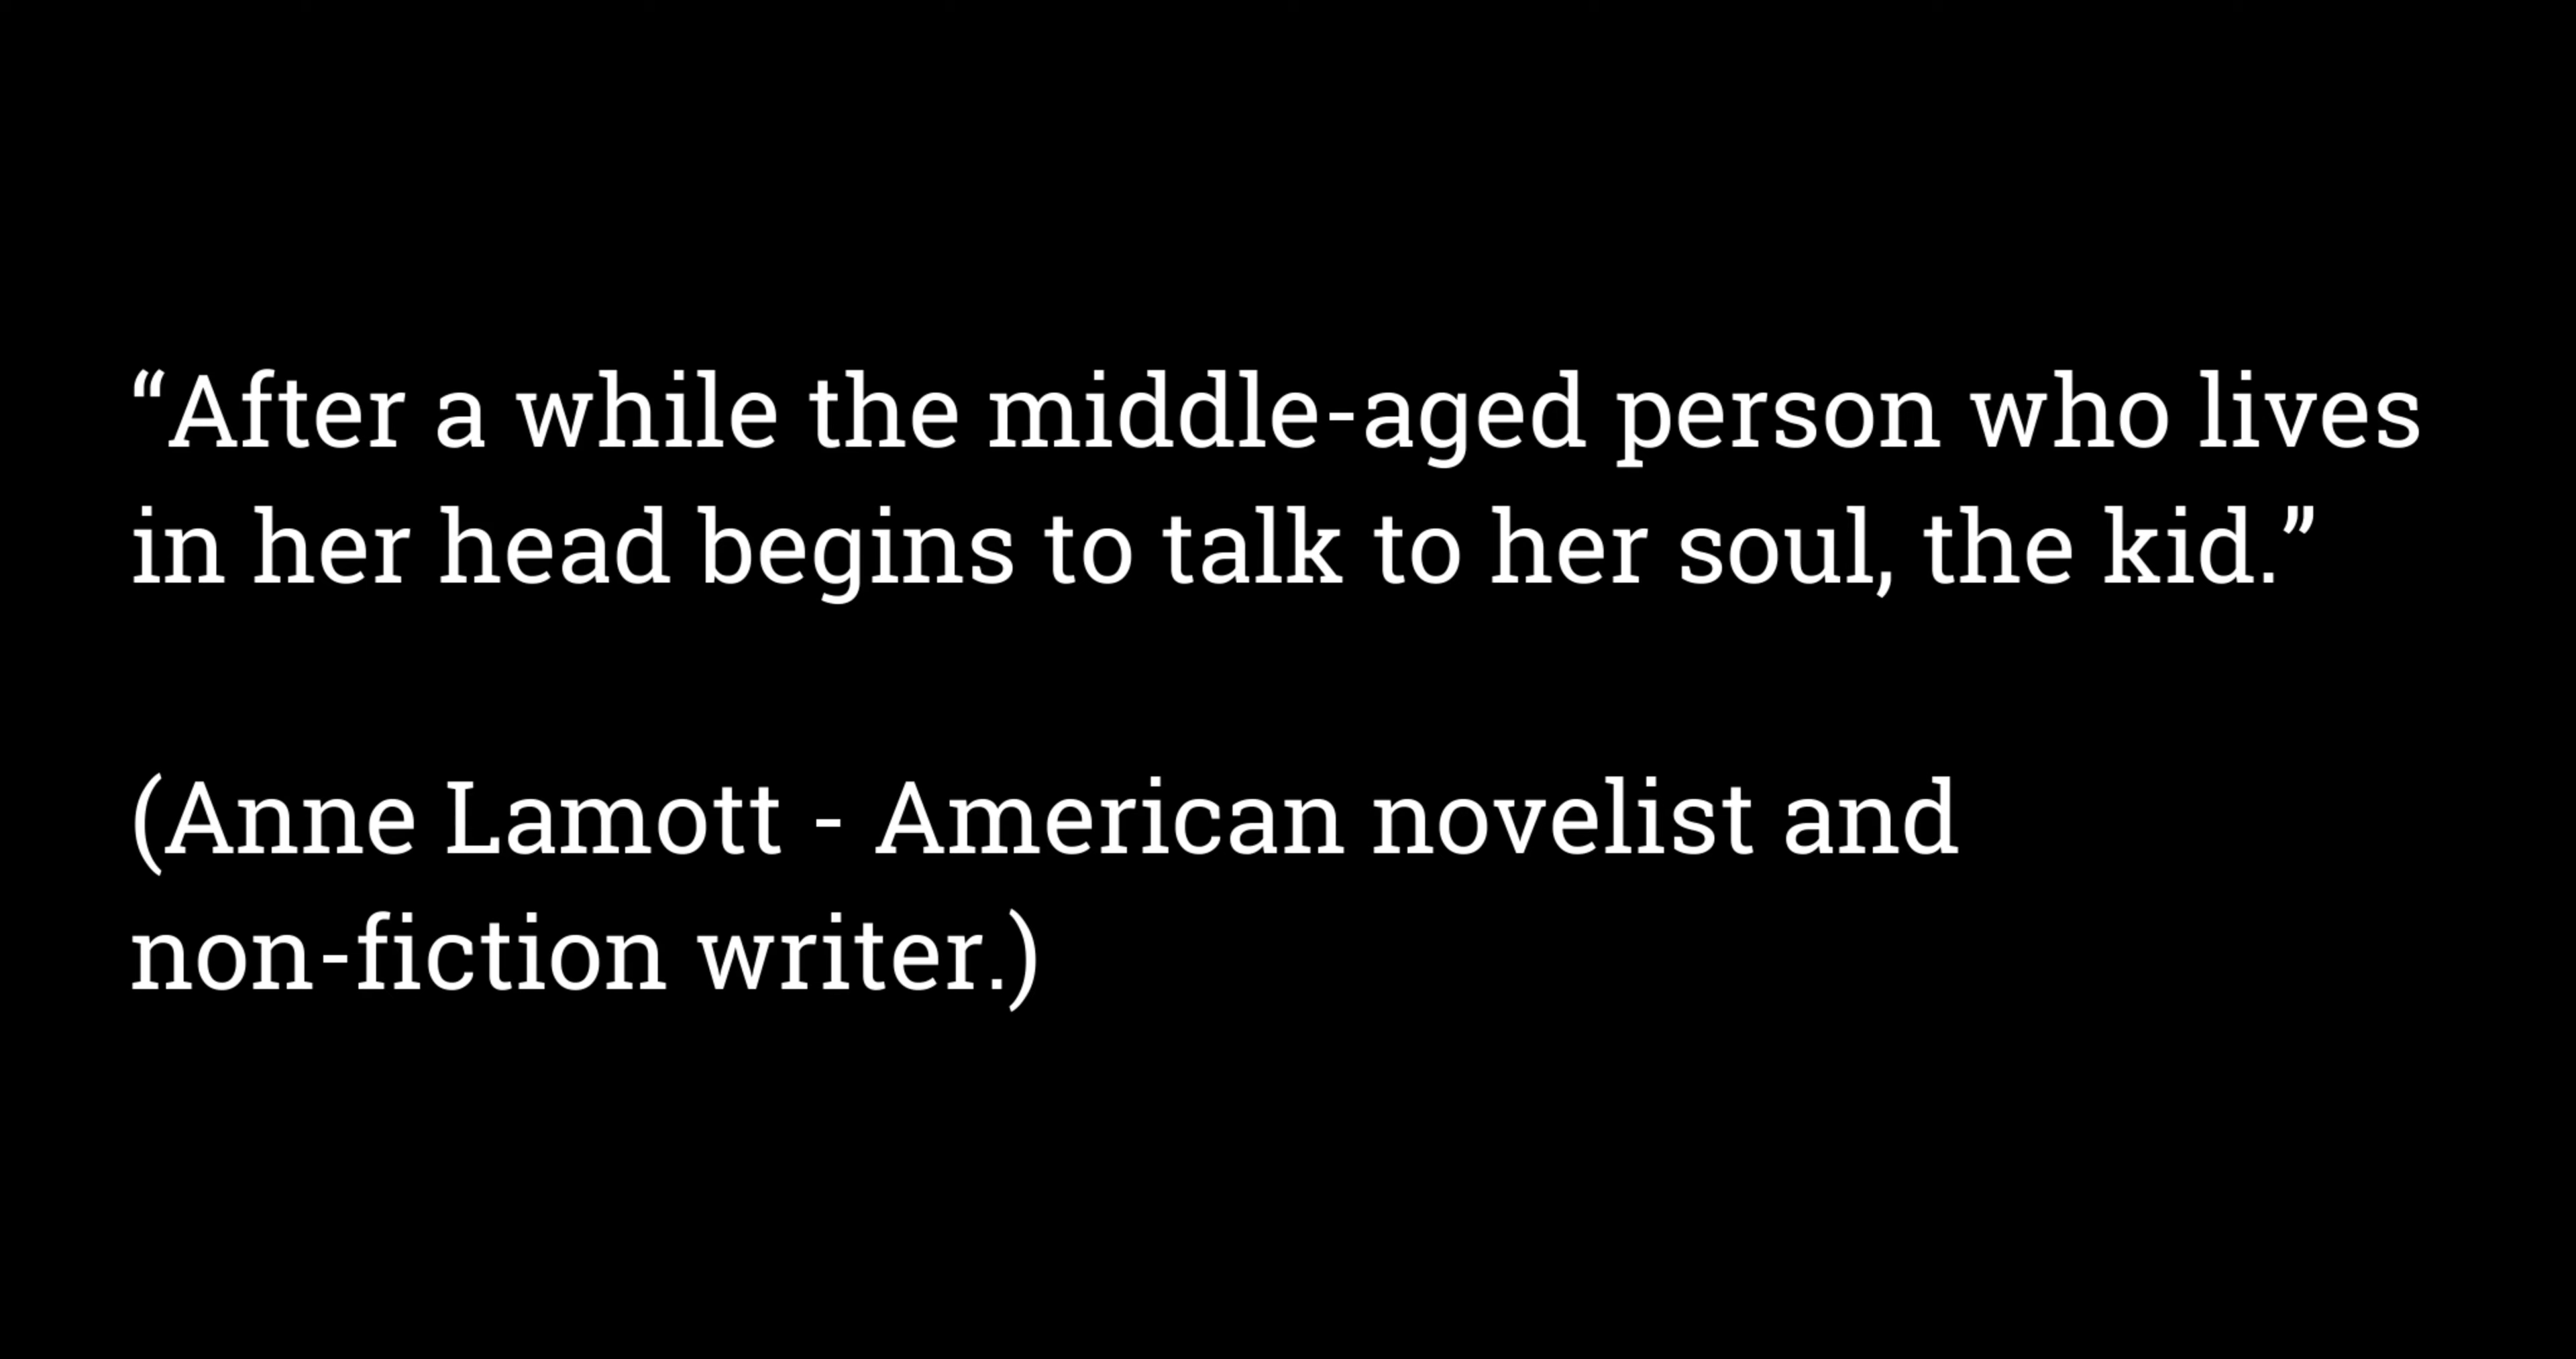 “After a while the middle-aged person who lives
in her head begins to talk to her soul, the kid.”
(Anne Lamott - American novelist and
non-fiction writer.)